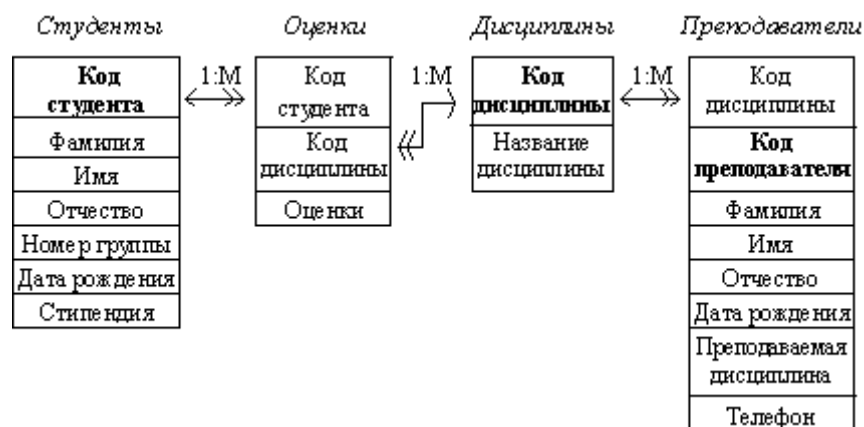 Студенты Оценки Дисциплины Преподаватели
Код
студента
Фамилия
Имя
Отчество
Номер группы
Дата рождения
Стипендия
1:М
Код
студента
Код
дисциплины
Оценки
1:М
Код
дисциплины
Название
дисциплины
1:М
Код
дисциплины
Код
преподавателя
Фамилия
Имя
Отчество
Дата рождения
Преподаваемая
дисциплина
Телефон